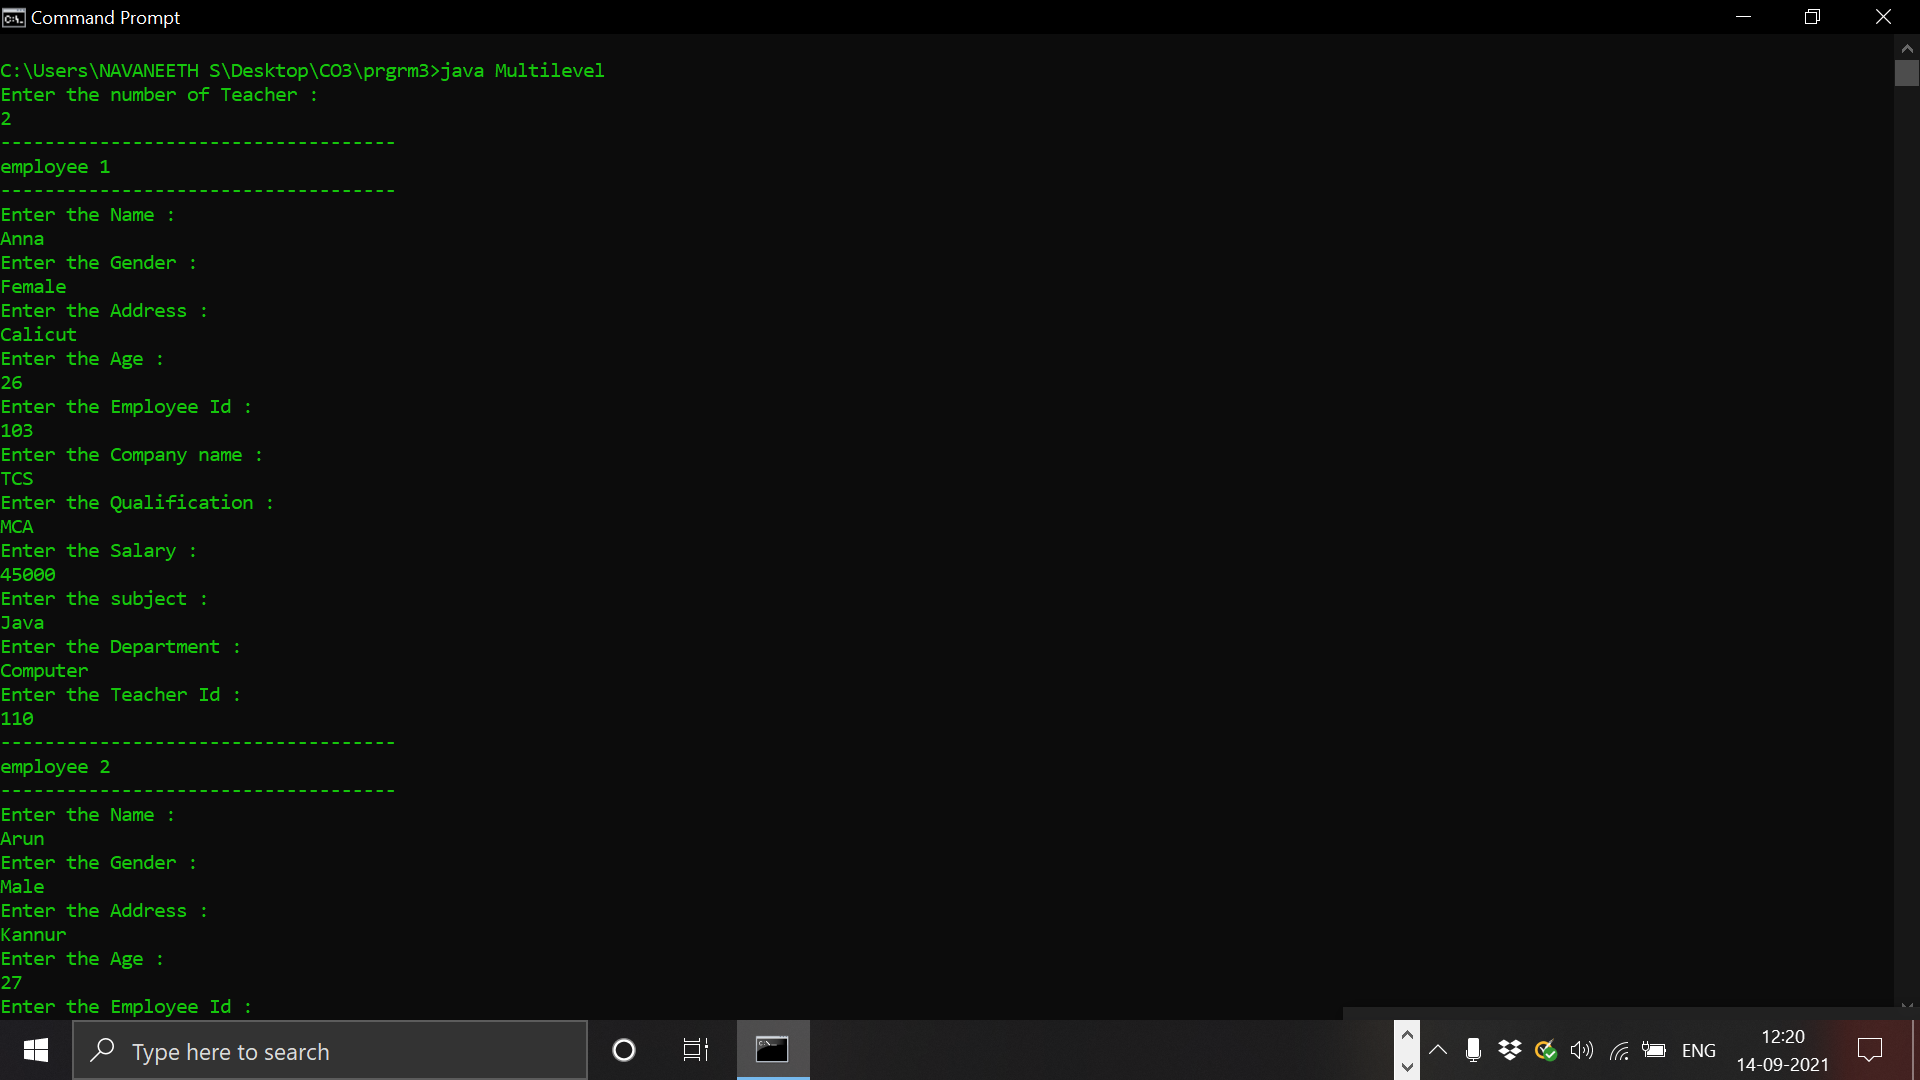 Command Prompt
C:\Users\NAVANEETH S\Desktop\CO3\prgrm3>java Multilevel
Enter the number of Teacher :
2
------------------------------------
employee 1
------------------------------------
Enter the Name :
Anna
Enter the Gender :
Female
Enter the Address :
Calicut
Enter the Age :
26
Enter the Employee Id :
103
Enter the Company name :
TCS
Enter the Qualification :
MCA
Enter the Salary :
45000
Enter the subject :
Java
Enter the Department :
Computer
Enter the Teacher Id :
110
------------------------------------
employee 2
------------------------------------
Enter the Name :
Arun
Enter the Gender :
Male
Enter the Address :
Kannur
Enter the Age :
27
Enter the Employee Id :
Type here to search
ENG
12:20
14-09-2021